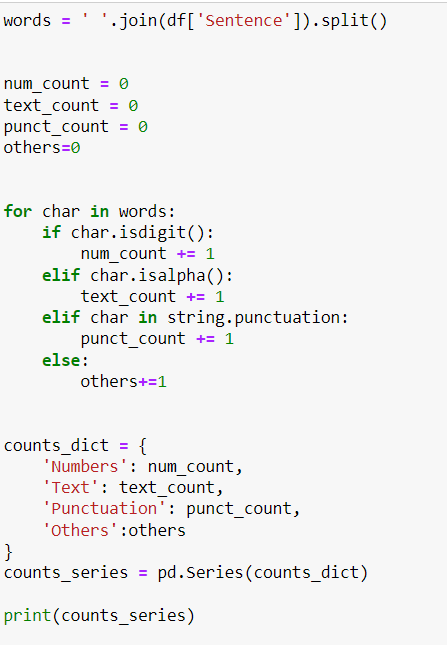 words = ' '.join(df['Sentence']).split()
num_count = 0
text_count = 0
punct_count = 0
others=0
for char in words:
    if char.isdigit():
        num_count += 1
    elif char.isalpha():
        text_count += 1
    elif char in string.punctuation:
        punct_count += 1
    else:
        others+=1
counts_dict = {
    'Numbers': num_count,
    'Text': text_count,
    'Punctuation': punct_count,
    'Others':others
}
counts_series = pd.Series(counts_dict)
print(counts_series)